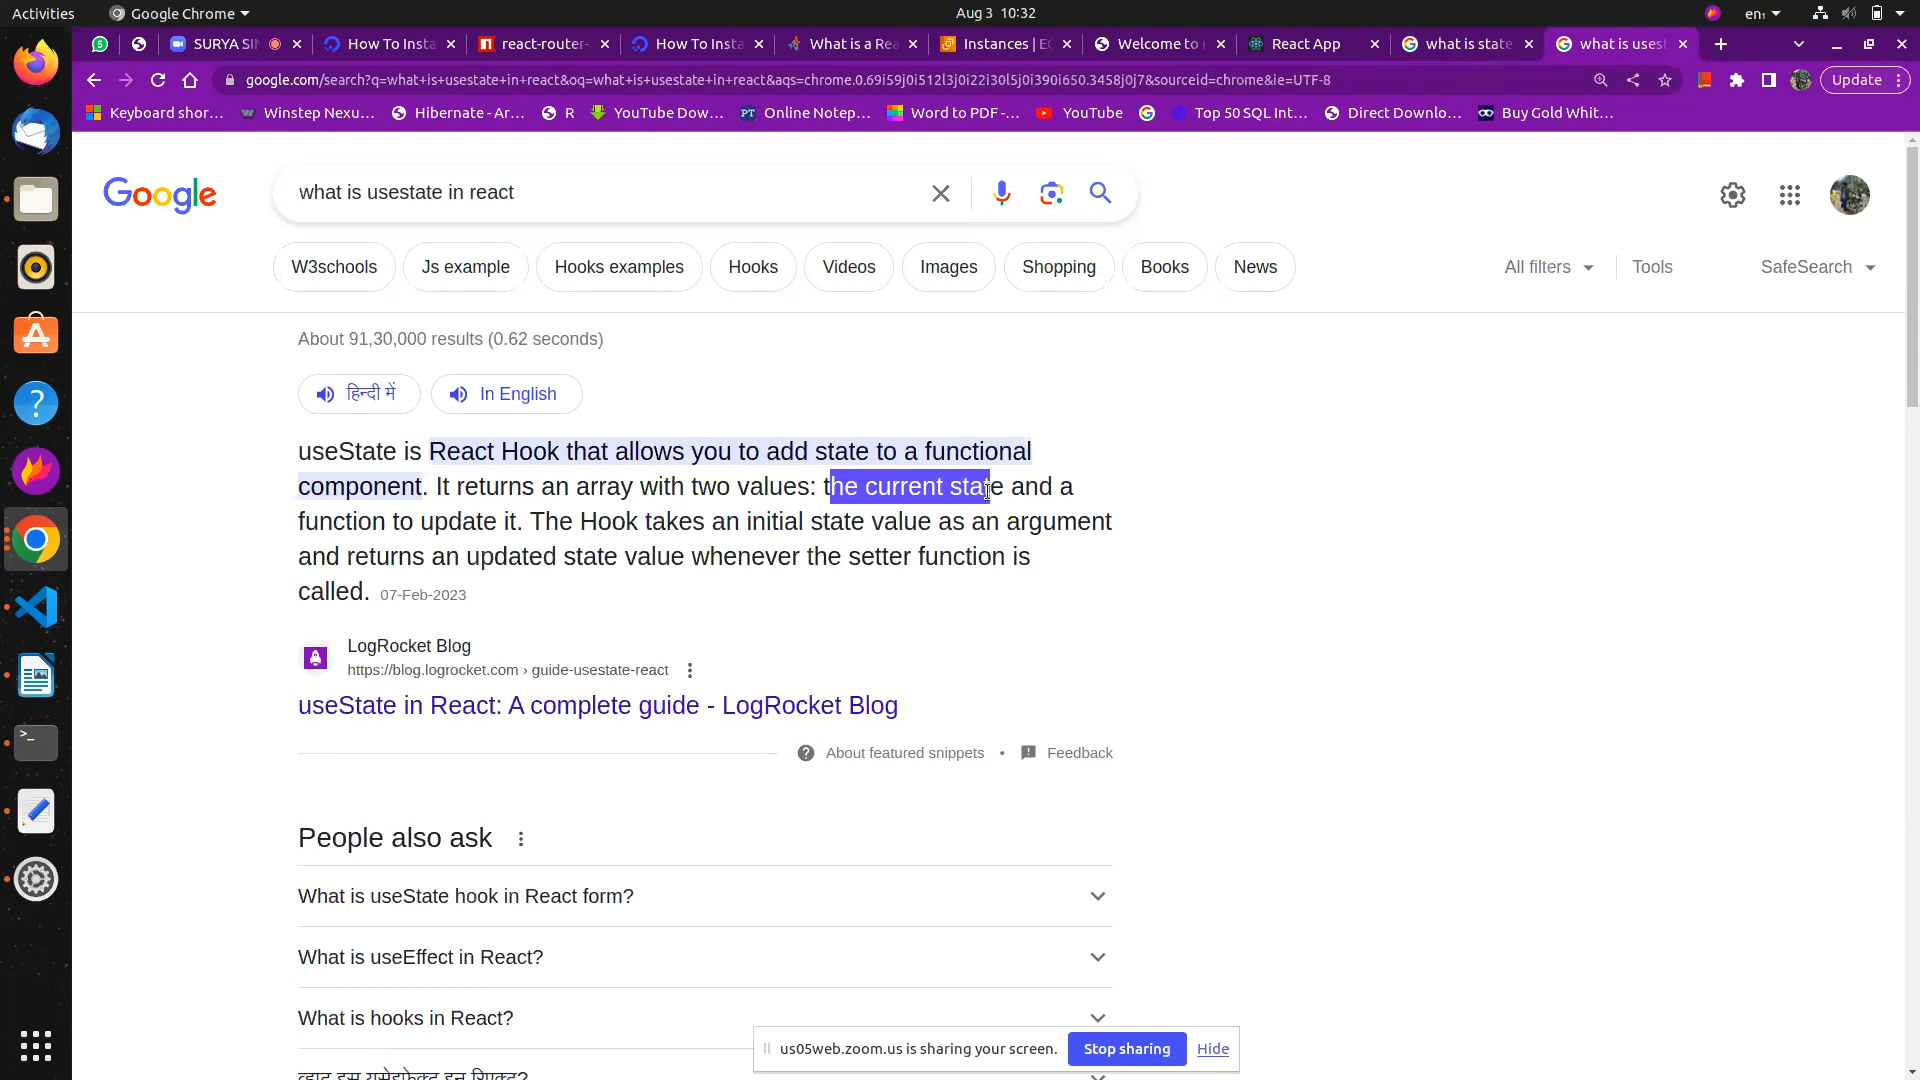 Activities
Google Chrome
Aug 3 10:32
en₁
SURYA SIN
How To Insta
react-router-
How To Insta
What is a Rea
Instances | EC
Welcome to n
React App
what is state
what is usest
google.com/search?q=what+is+usestate+in+react&oq=what+is+usestate+in+react&aqs=chrome.0.69i59j0i512l3j0i22i30l5j0i390i650.3458j0j7&sourceid=chrome&ie=UTF-8
Update
Keyboard shor...
Winstep Nexu...
Hibernate - Ar...
R
YouTube Dow...
Online Notep...
Word to PDF -...
YouTube
Top 50 SQL Int...
Direct Downlo...
Buy Gold Whit...
Google
what is usestate in react
W3schools
Js example
Hooks examples
Hooks
Videos
Images
Shopping
Books
News
All filters
Tools
SafeSearch
About 91,30,000 results (0.62 seconds)
हिन्दी में
In English
useState is React Hook that allows you to add state to a functional
component. It returns an array with two values: the current state and a
function to update it. The Hook takes an initial state value as an argument
and returns an updated state value whenever the setter function is
called. 07-Feb-2023
LogRocket Blog
https://blog.logrocket.com › guide-usestate-react
useState in React: A complete guide - LogRocket Blog
About featured snippets • Feedback
People also ask
What is useState hook in React form?
What is useEffect in React?
What is hooks in React?
us05web.zoom.us is sharing your screen.
Stop sharing
Hide